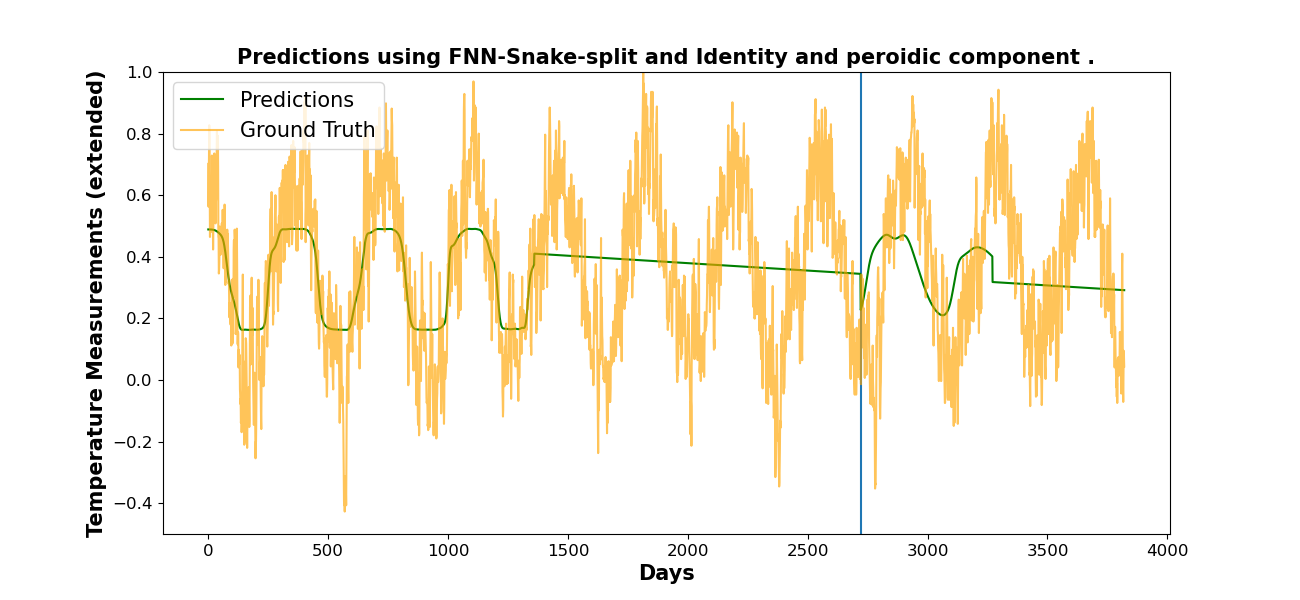 Predictions using FNN-Snake-split and Identity and peroidic component .
Temperature Measurements (extended)
1.0
0.8
0.6
0.4
0.2
0.0
−0.2
−0.4
Predictions
Ground Truth
0 500 1000 1500 2000 2500 3000 3500 4000
Days